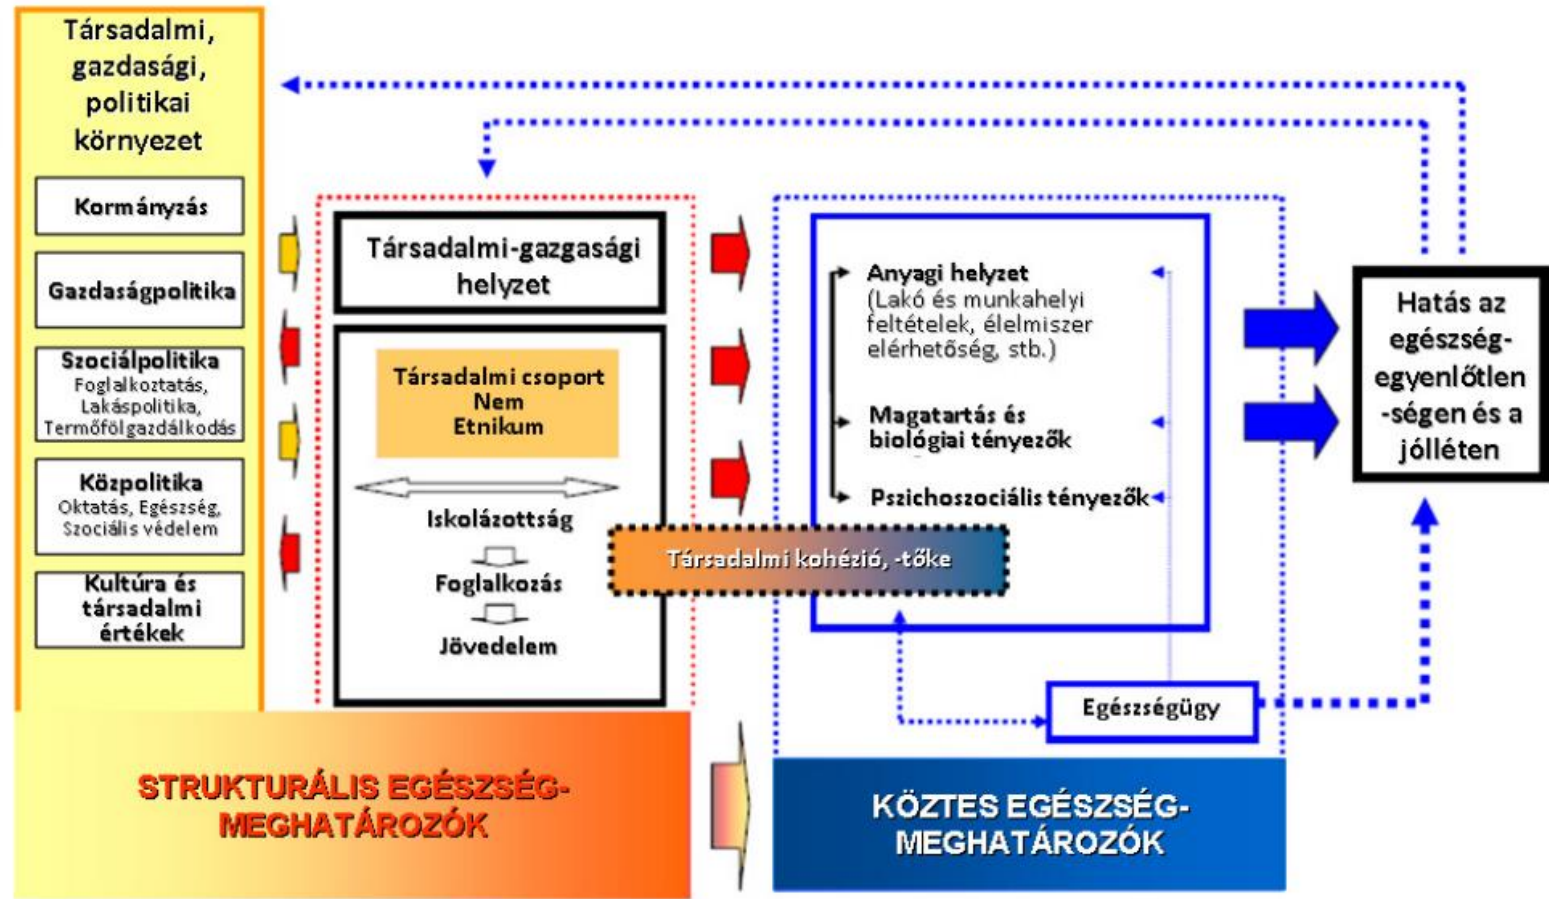 Társadalmi,
gazdasági,
politikai
környezet
Kormányzás
Gazdaságpolitika
Szociálpolitika
Foglalkoztatás,
Lakáspolitika,
Termőfölgazdálkodás
Közpolitika
Oktatás, Egészség,
Szociális védelem
Kultúra és
társadalmi
értékek
Társadalmi-gazgasági
helyzet
Társadalmi csoport
Nem
Etnikum
Iskolázottság
Foglalkozás
Jövedelem
Társadalmi kohézió, -tőke
Anyagi helyzet
(Lakó és munkahelyi
feltételek, élelmiszer
elérhetőség, stb.)
Magatartás és
biológiai tényezők
Pszichoszociális tényezők
Egészségügy
Hatás az
egészség-
egyenlőtlen
-ségen és a
jólléten
STRUKTURÁLIS EGÉSZSÉG-
MEGHATÁROZÓK
KÖZTES EGÉSZSÉG-
MEGHATÁROZÓK